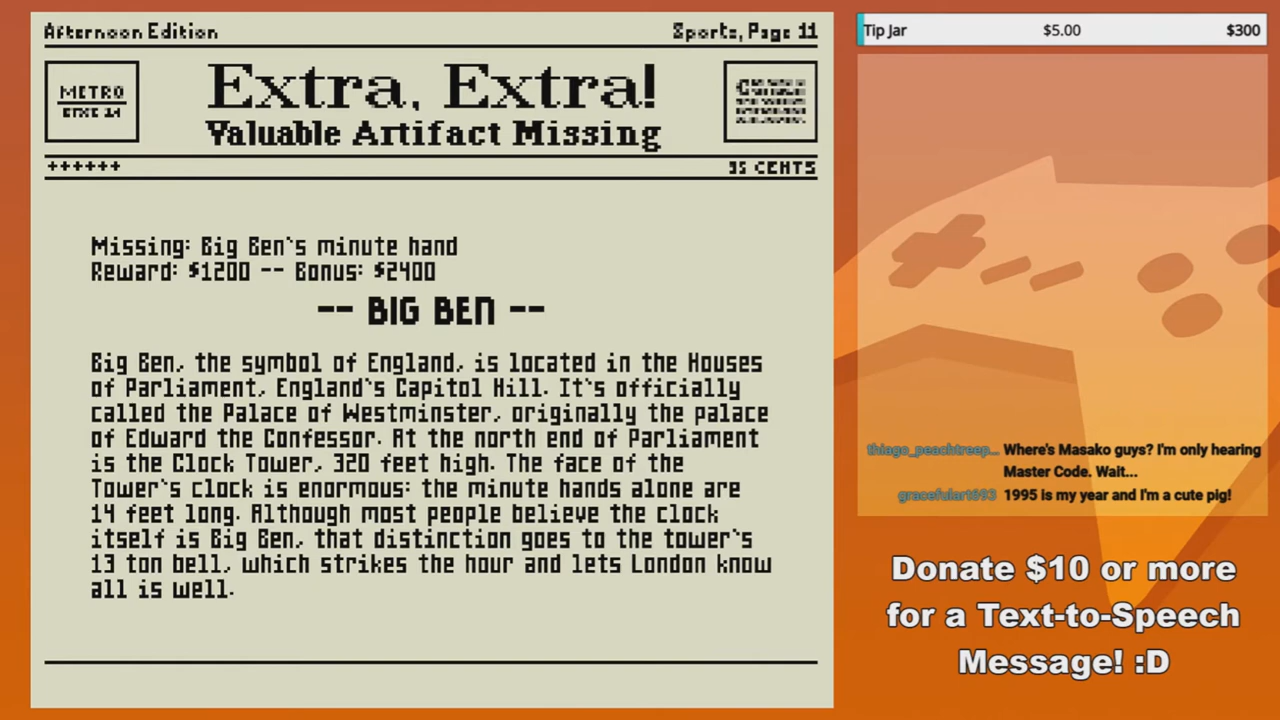 Afternoon Edition
Sports, Page 11
METRO
Extra, Extra!
Valuable Artifact Missing
++++++
35 CENTS
Missing: Big Ben's minute hand
Reward: $1200 -- Bonus: $2400
-- BIG BEN --
Big Ben, the symbol of England, is located in the Houses
of Parliament, England's Capitol Hill. It's officially
called the Palace of Westminster, originally the palace
of Edward the Confessor. At the north end of Parliament
is the Clock Tower, 320 feet high. The face of the
Tower's clock is enormous: the minute hands alone are
14 feet long. Although most people believe the clock
itself is Big Ben, that distinction goes to the tower's
13 ton bell, which strikes the hour and lets London know
all is well.
Tip Jar $5.00 $300
thiago_peachtreep... Where's Masako guys? I'm only hearing
Master Code. Wait...
gracefulart693 1995 is my year and I'm a cute pig!
Donate $10 or more
for a Text-to-Speech
Message! :D